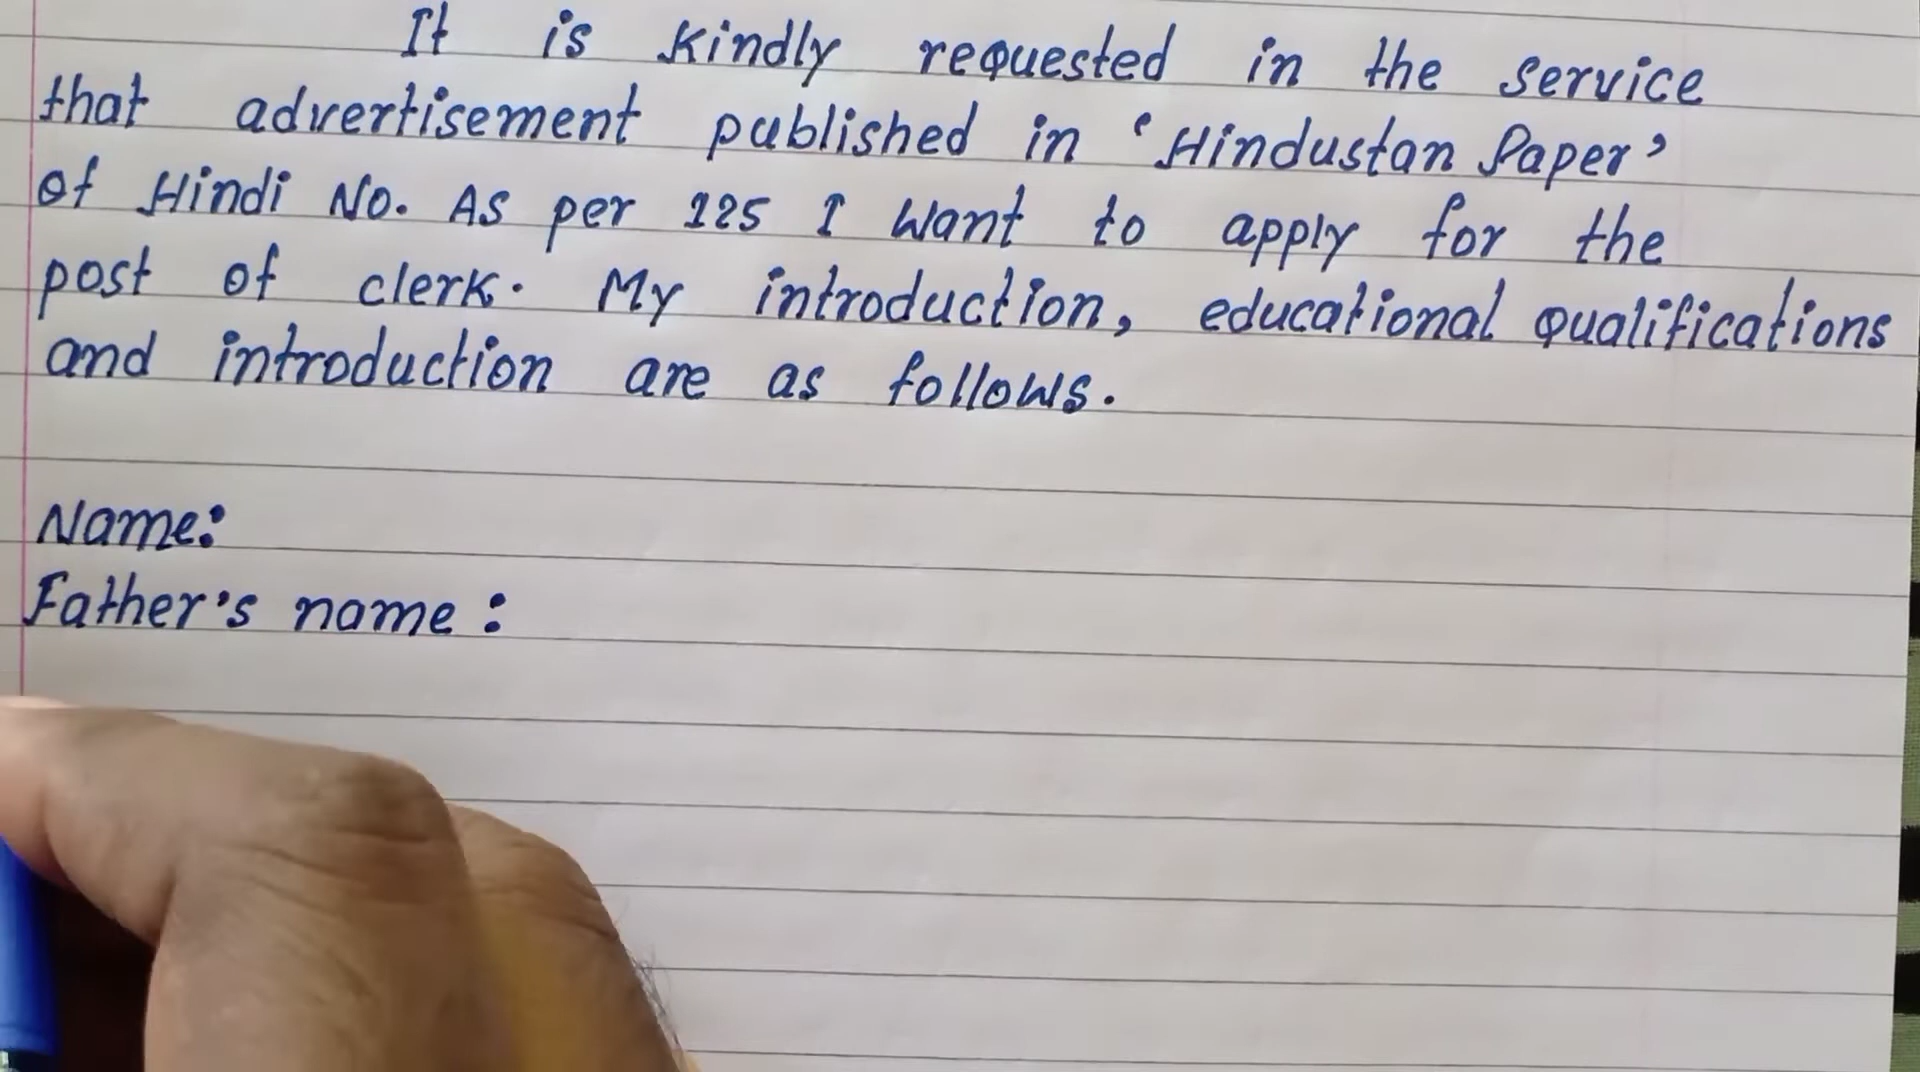 It is kindly requested in the service
that advertisement published in ‘Hindustan Paper’
of Hindi No. As per 125 I want to apply for the
post of clerk. My introduction, educational qualifications
and introduction are as follows.
Name:
Father's name :